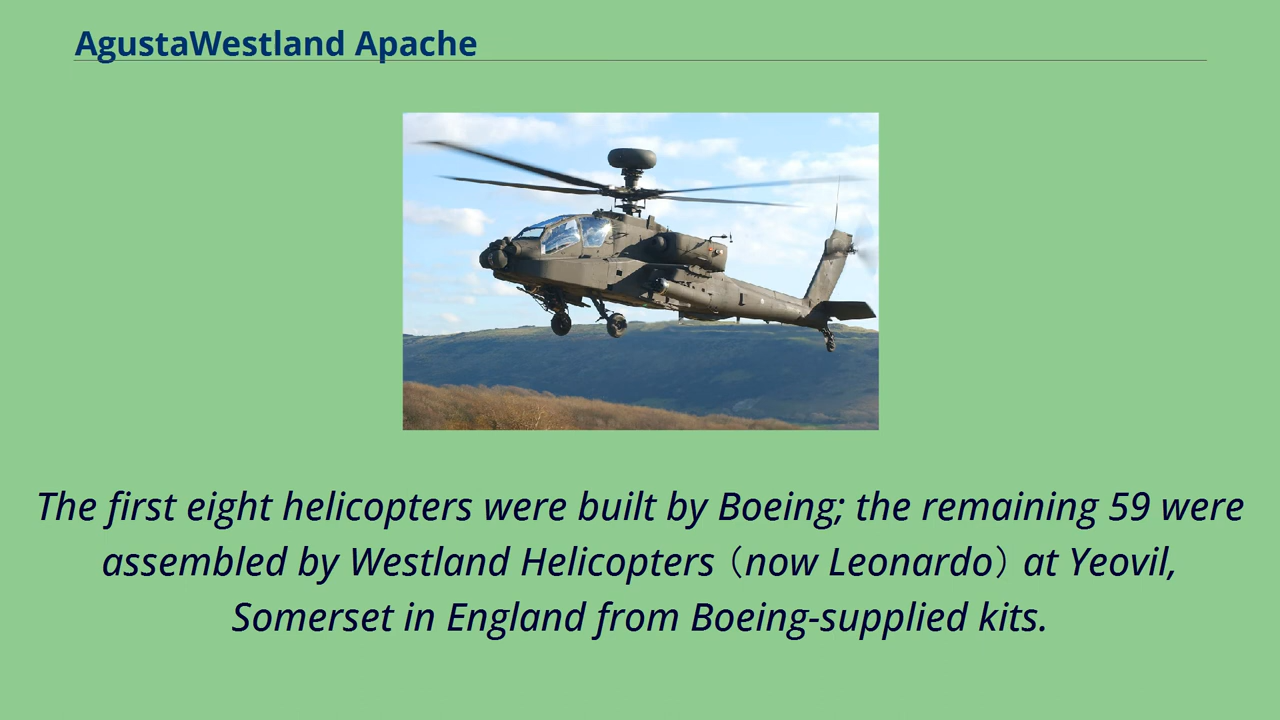 AgustaWestland Apache
The first eight helicopters were built by Boeing; the remaining 59 were
assembled by Westland Helicopters（now Leonardo）at Yeovil,
Somerset in England from Boeing-supplied kits.